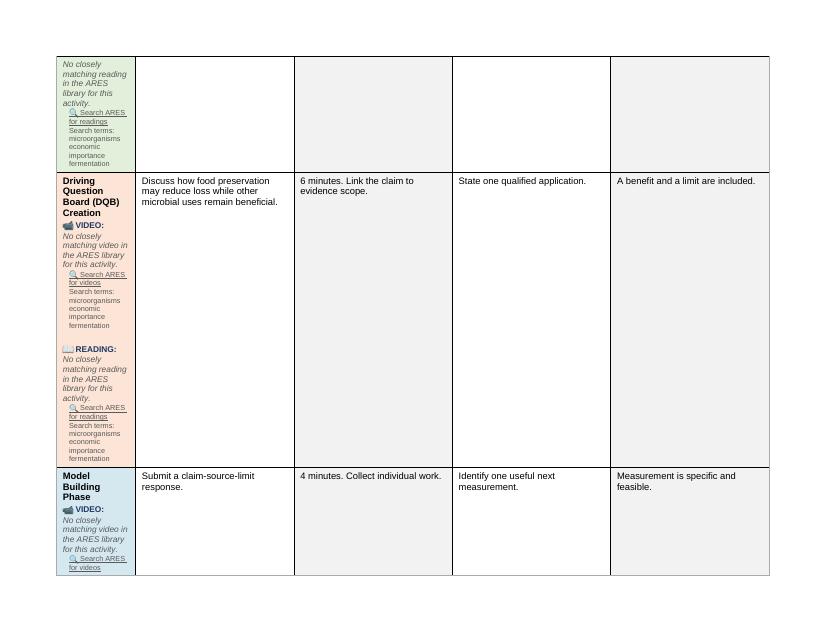 No closely
matching reading
in the ARES
library for this
activity.
🔍 Search ARES
for readings
Search terms:
microorganisms
economic
importance
fermentation
Driving
Question
Board (DQB)
Creation
📹 VIDEO:
No closely
matching video in
the ARES library
for this activity.
🔍 Search ARES
for videos
Search terms:
microorganisms
economic
importance
fermentation
📖 READING:
No closely
matching reading
in the ARES
library for this
activity.
🔍 Search ARES
for readings
Search terms:
microorganisms
economic
importance
fermentation
Discuss how food preservation
may reduce loss while other
microbial uses remain beneficial.
6 minutes. Link the claim to
evidence scope.
State one qualified application.
A benefit and a limit are included.
Model
Building
Phase
📹 VIDEO:
No closely
matching video in
the ARES library
for this activity.
🔍 Search ARES
for videos
Submit a claim-source-limit
response.
4 minutes. Collect individual work.
Identify one useful next
measurement.
Measurement is specific and
feasible.